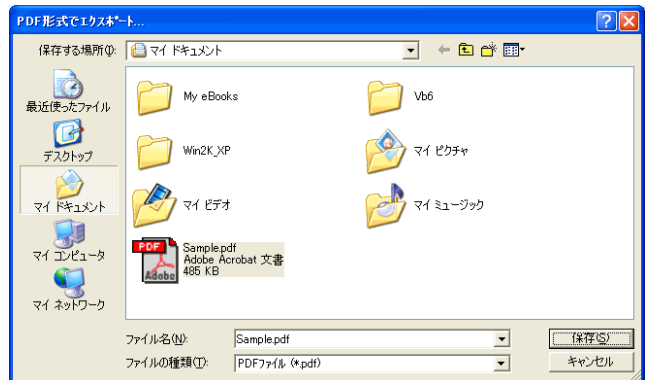 PDF形式でエクスポート...
保存する場所(I):
マイ ドキュメント
最近使ったファイル
デスクトップ
マイ ドキュメント
マイ コンピュータ
マイ ネットワーク
My eBooks
Vb6
Win2K_XP
マイ ピクチャ
マイ ビデオ
マイ ミュージック
PDF
Adobe
Sample.pdf
Adobe Acrobat 文書
485 KB
ファイル名(N):
Sample.pdf
保存(S)
ファイルの種類(T):
PDFファイル (*.pdf)
キャンセル